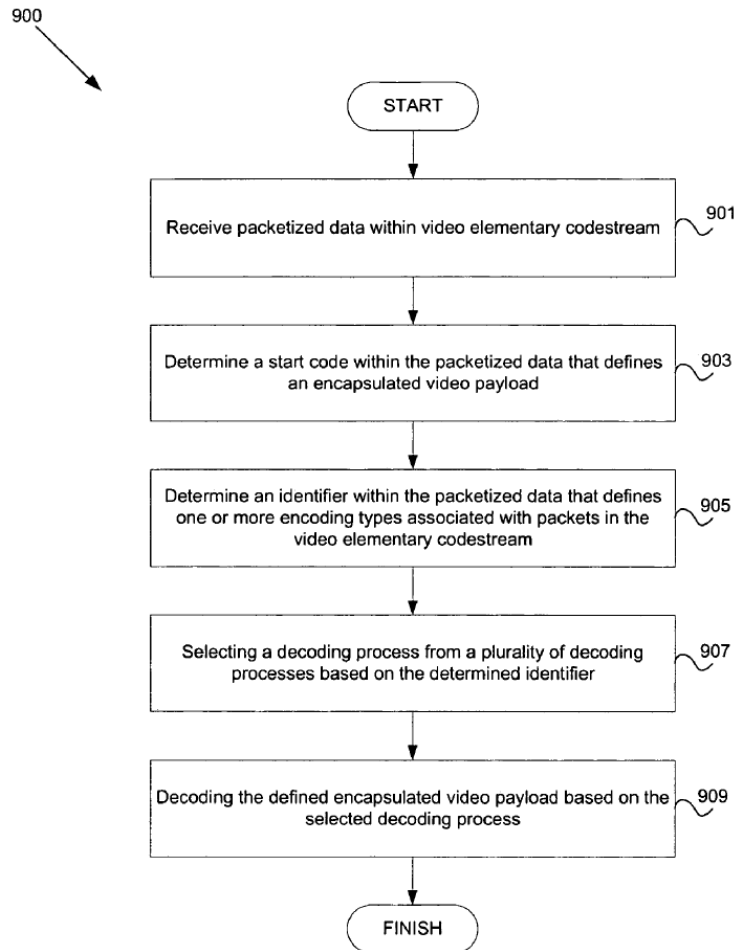 900
START
Receive packetized data within video elementary codestream
901
Determine a start code within the packetized data that defines
an encapsulated video payload
903
Determine an identifier within the packetized data that defines
one or more encoding types associated with packets in the
video elementary codestream
905
Selecting a decoding process from a plurality of decoding
processes based on the determined identifier
907
Decoding the defined encapsulated video payload based on the
selected decoding process
909
FINISH